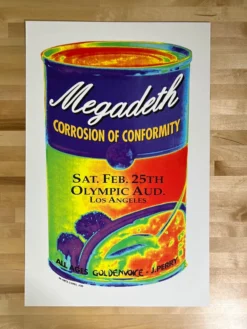 Megadeth
CORROSION OF CONFORMITY
SAT. FEB. 25TH
OLYMPIC AUD.
LOS ANGELES
ALL AGES GOLDENVOICE - J.PERRY